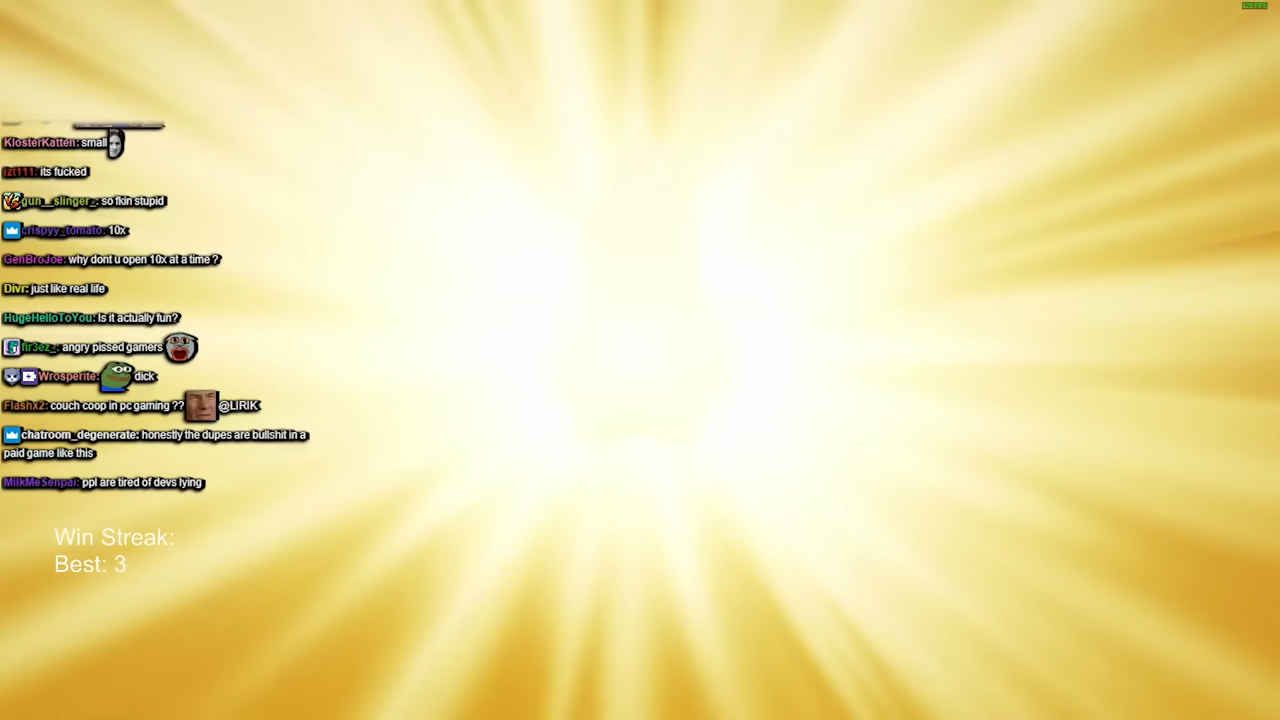 KlosterKatten: small
izt111: its fucked
gun__slinger_: so fkin stupid
crispyy_tomato: 10x
GenBroJoe: why dont u open 10x at a time ?
Divr: just like real life
HugeHelloToYou: Is it actually fun?
fir3ez_: angry pissed gamers
Wrosperite: dick
Flashx2: couch coop in pc gaming ?? @LIRIK
chatroom_degenerate: honestly the dupes are bullshit in a
paid game like this
MilkMeSenpai: ppl are tired of devs lying
Win Streak:
Best: 3